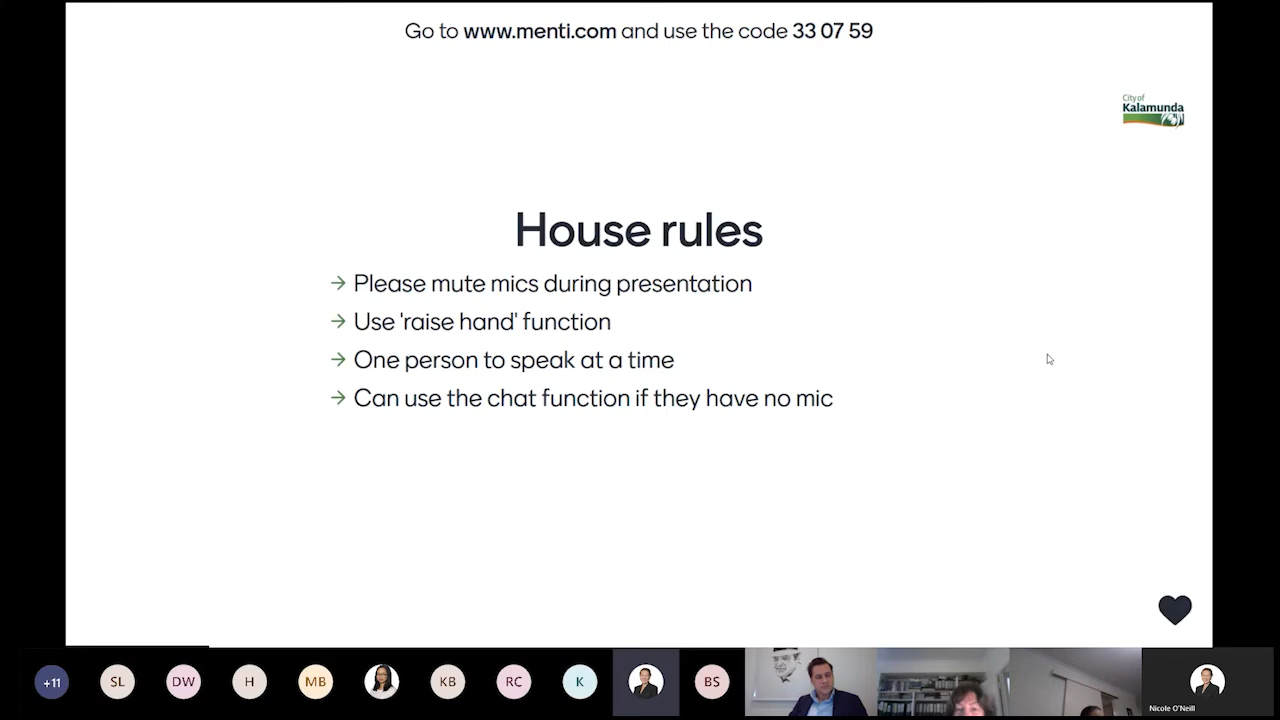 Go to www.menti.com and use the code 33 07 59
City of
Kalamunda
House rules
→ Please mute mics during presentation
→ Use 'raise hand' function
→ One person to speak at a time
→ Can use the chat function if they have no mic
+11
SL
DW
H
MB
KB
RC
K
BS
Nicole O'Neill